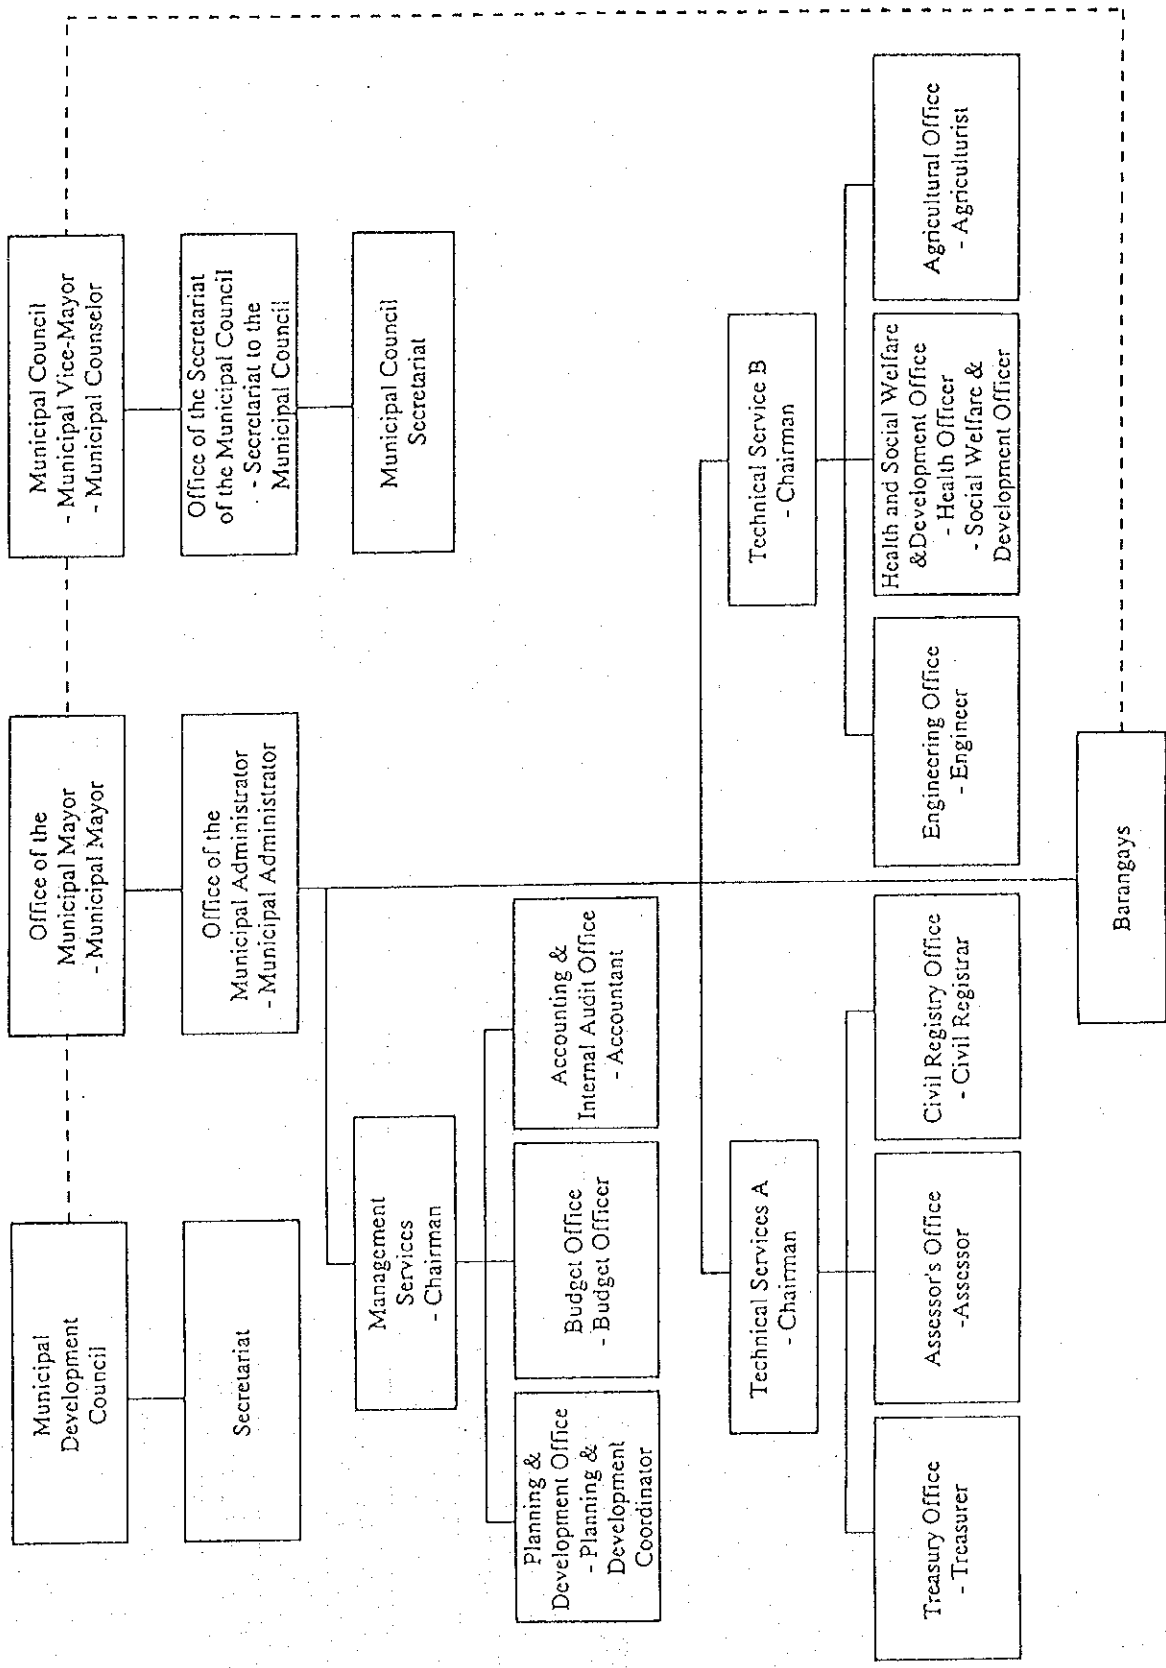 Municipal
Development
Council
Office of the
Municipal Mayor
- Municipal Mayor
Municipal Council
- Municipal Vice-Mayor
- Municipal Counselor
Secretariat
Office of the
Municipal Administrator
- Municipal Administrator
Office of the Secretariat
of the Municipal Council
- Secretariat to the
Municipal Council
Management
Services
- Chairman
Municipal Council
Secretariat
Planning &
Development Office
- Planning &
Development
Coordinator
Budget Office
- Budget Officer
Accounting &
Internal Audit Office
- Accountant
Technical Services A
- Chairman
Technical Service B
- Chairman
Treasury Office
- Treasurer
Assessor's Office
-Assessor
Civil Registry Office
- Civil Registrar
Engineering Office
- Engineer
Health and Social Welfare
&Development Office
- Health Officer
- Social Welfare &
Development Officer
Agricultural Office
- Agriculturist
Barangays